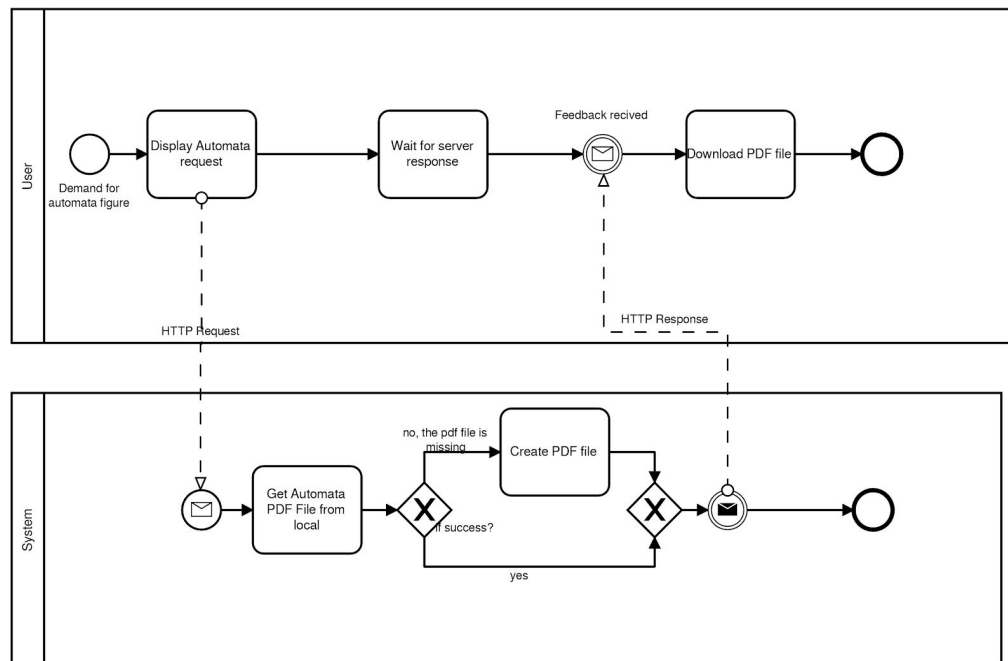 User
Feedback recived
Display Automata
request
Wait for server
response
Download PDF file
Demand for
automata figure
HTTP Request
HTTP Response
System
no, the pdf file is
missing
Create PDF file
Get Automata
PDF File from
local
if success?
yes